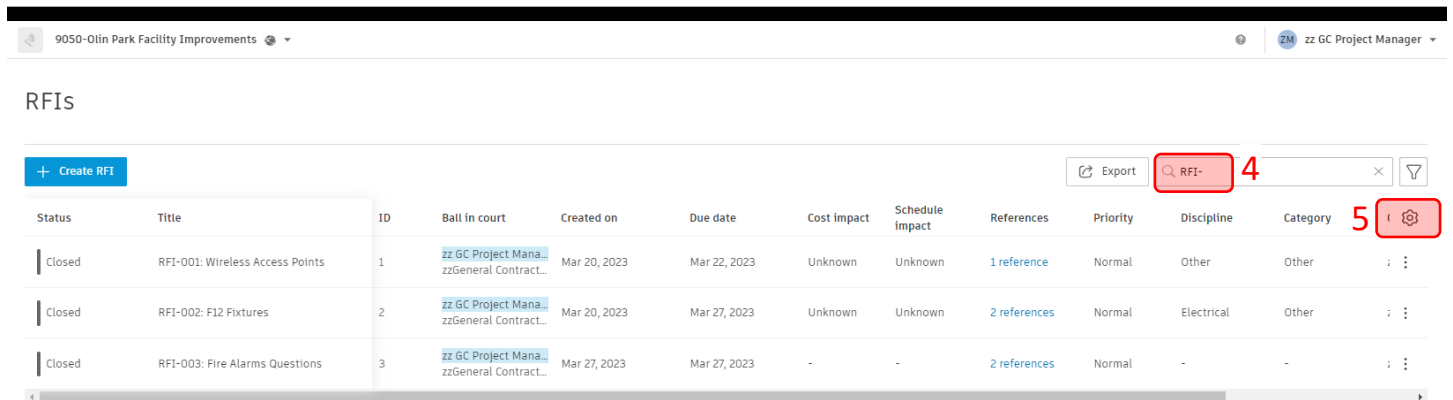 9050-Olin Park Facility Improvements
ZM zz GC Project Manager
RFIs
+ Create RFI
Export
RFI-
4
Status Title ID Ball in court Created on Due date Cost impact Schedule impact References Priority Discipline Category
5
Closed RFI-001: Wireless Access Points 1 zz GC Project Mana... Mar 20, 2023 Mar 22, 2023 Unknown Unknown 1 reference Normal Other Other
zzGeneral Contract...
Closed RFI-002: F12 Fixtures 2 zz GC Project Mana... Mar 20, 2023 Mar 27, 2023 Unknown Unknown 2 references Normal Electrical Other
zzGeneral Contract...
Closed RFI-003: Fire Alarms Questions 3 zz GC Project Mana... Mar 27, 2023 Mar 27, 2023 - - 2 references Normal - -
zzGeneral Contract...